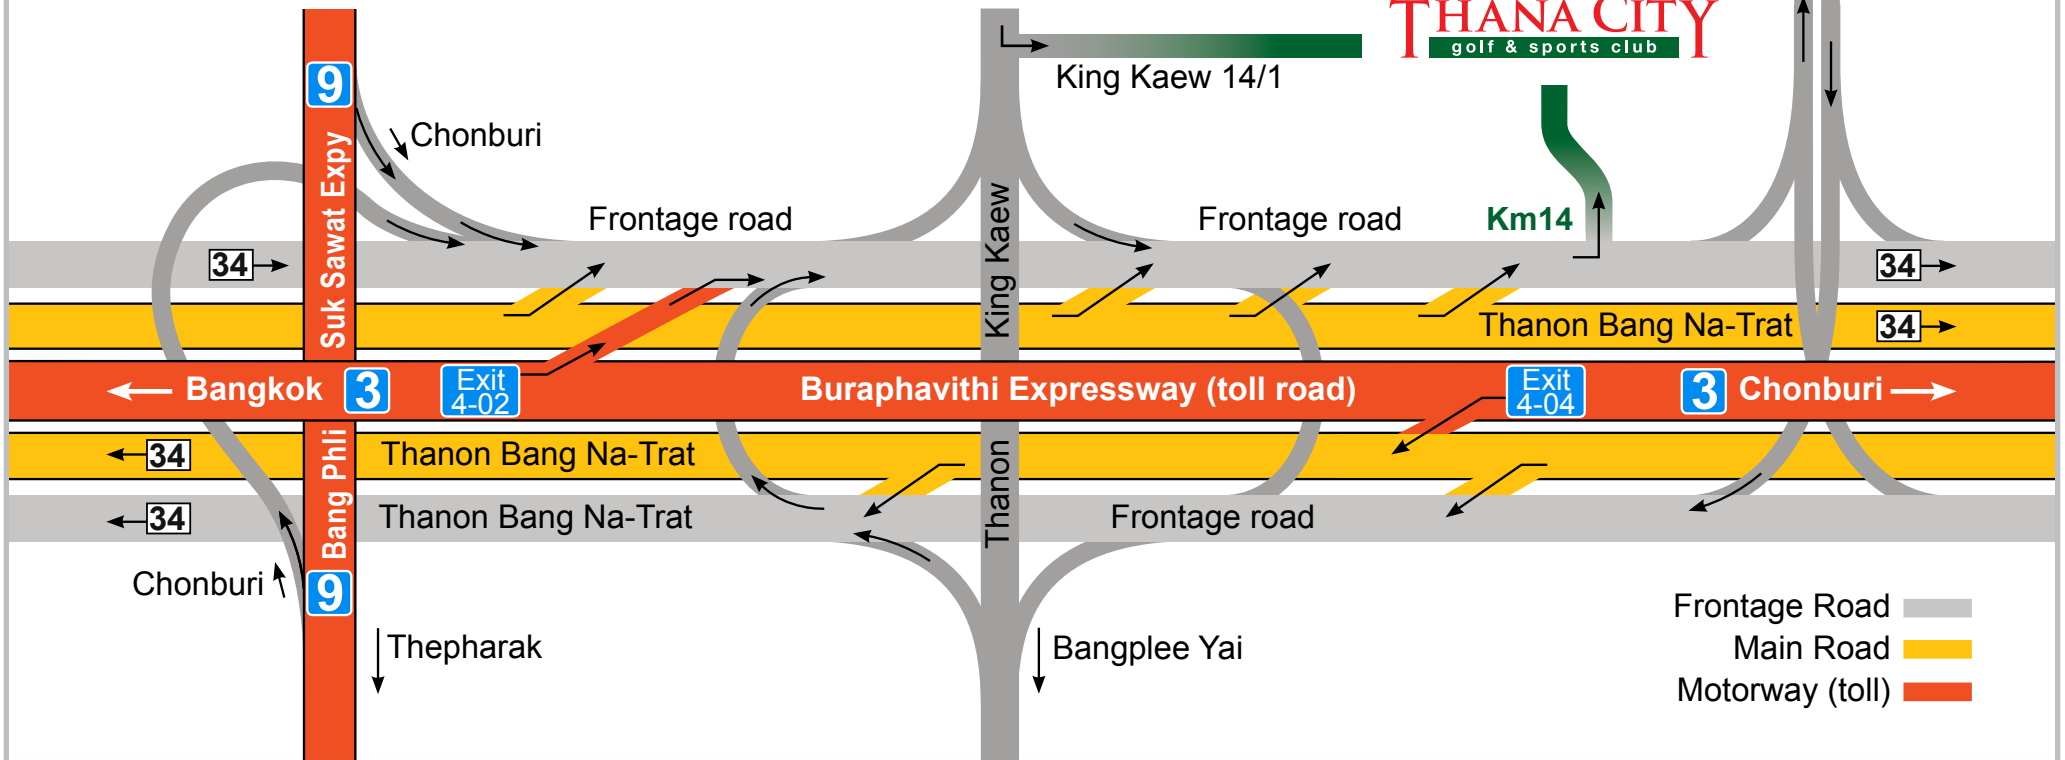 THANA CITY
golf & sports club
King Kaew 14/1
9
Chonburi
Suk Sawat Expy
Frontage road
King Kaew
Frontage road
Km14
34
34
Thanon Bang Na-Trat
34
Bangkok
3
Exit
4-02
Buraphavithi Expressway (toll road)
Exit
4-04
3
Chonburi
34
Thanon Bang Na-Trat
Bang Phli
Thanon
34
Thanon Bang Na-Trat
Frontage road
Chonburi
9
Thepharak
Bangplee Yai
Frontage Road
Main Road
Motorway (toll)